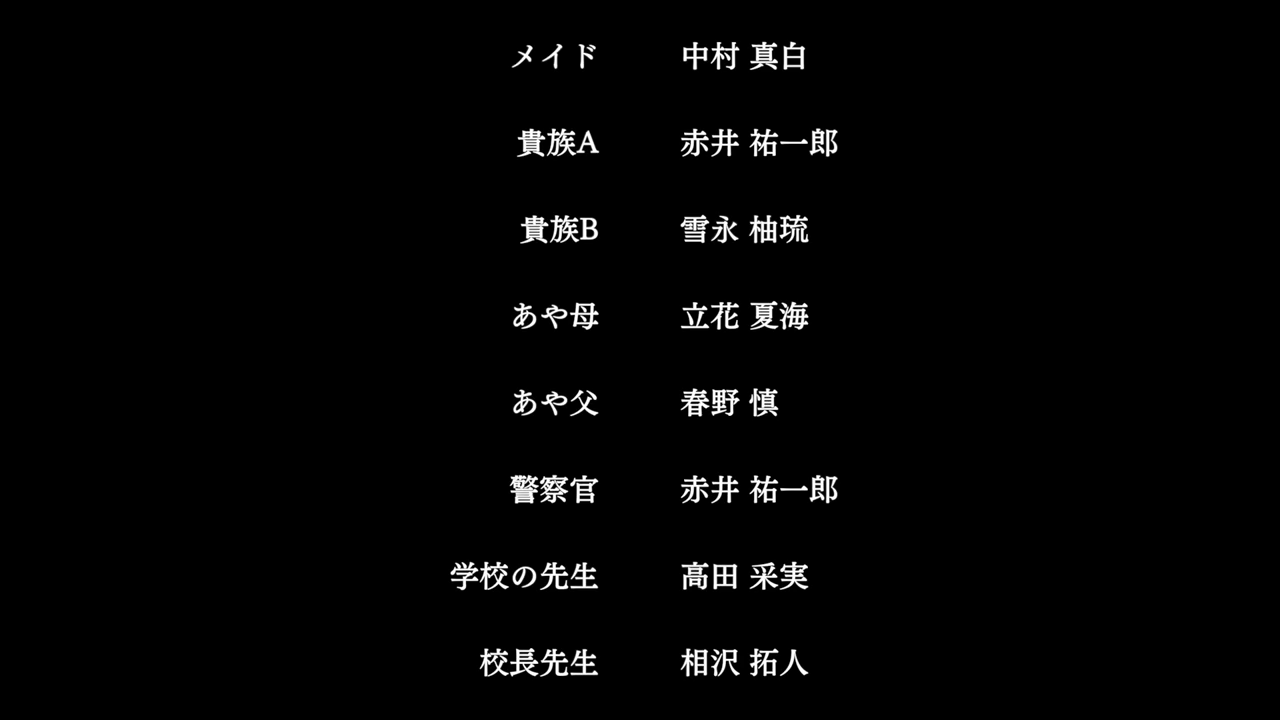 メイド 中村 真白
貴族A 赤井 祐一郎
貴族B 雪永 柚琉
あや母 立花 夏海
あや父 春野 慎
警察官 赤井 祐一郎
学校の先生 高田 采実
校長先生 相沢 拓人